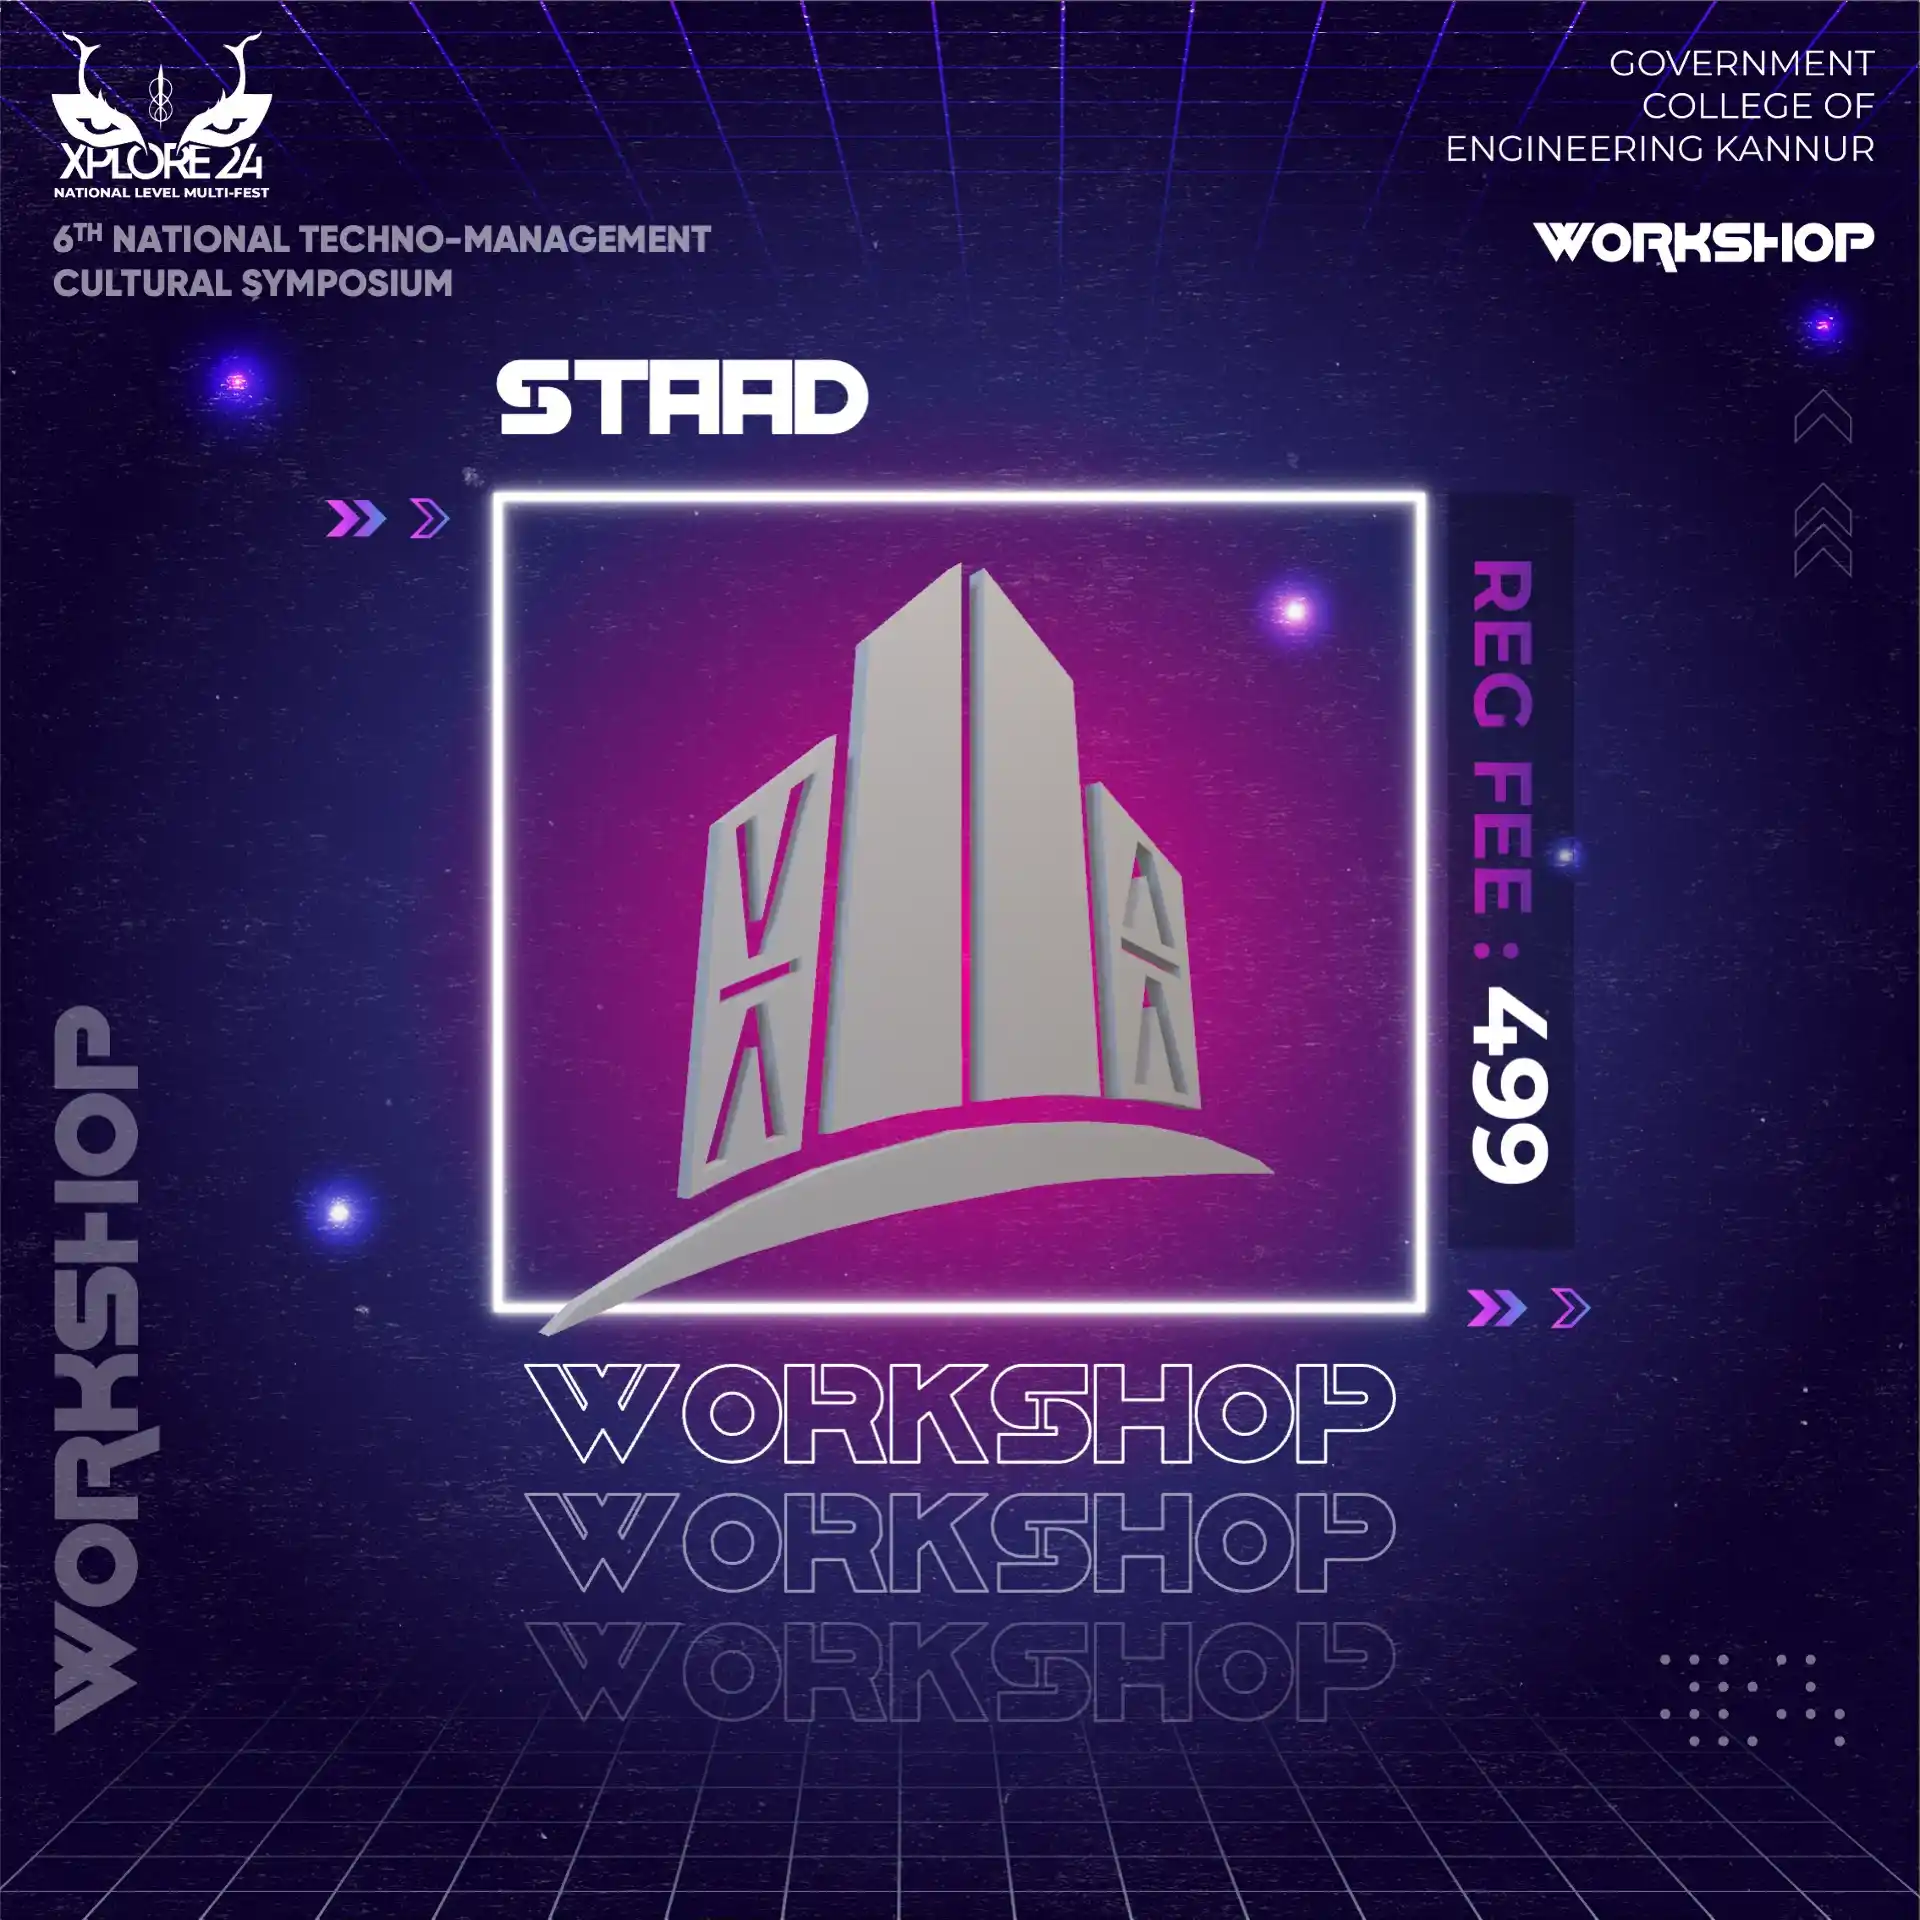 XPLORE 24
NATIONAL LEVEL MULTI-FEST
6TH NATIONAL TECHNO-MANAGEMENT
CULTURAL SYMPOSIUM
GOVERNMENT
COLLEGE OF
ENGINEERING KANNUR
WORKSHOP
STAAD
REG FEE : 499
WORKSHOP
WORKSHOP
WORKSHOP
WORKSHOP